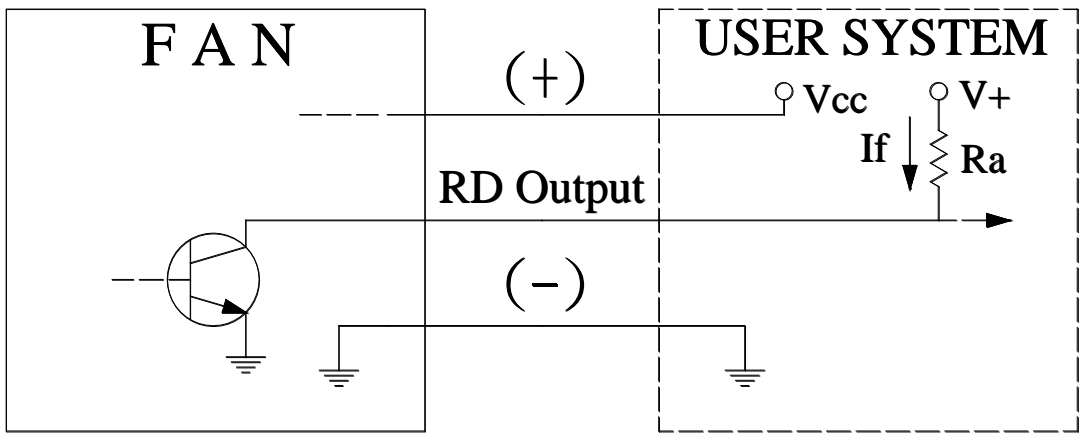 F A N
USER SYSTEM
(+)
Vcc
V+
If
Ra
RD Output
(-)